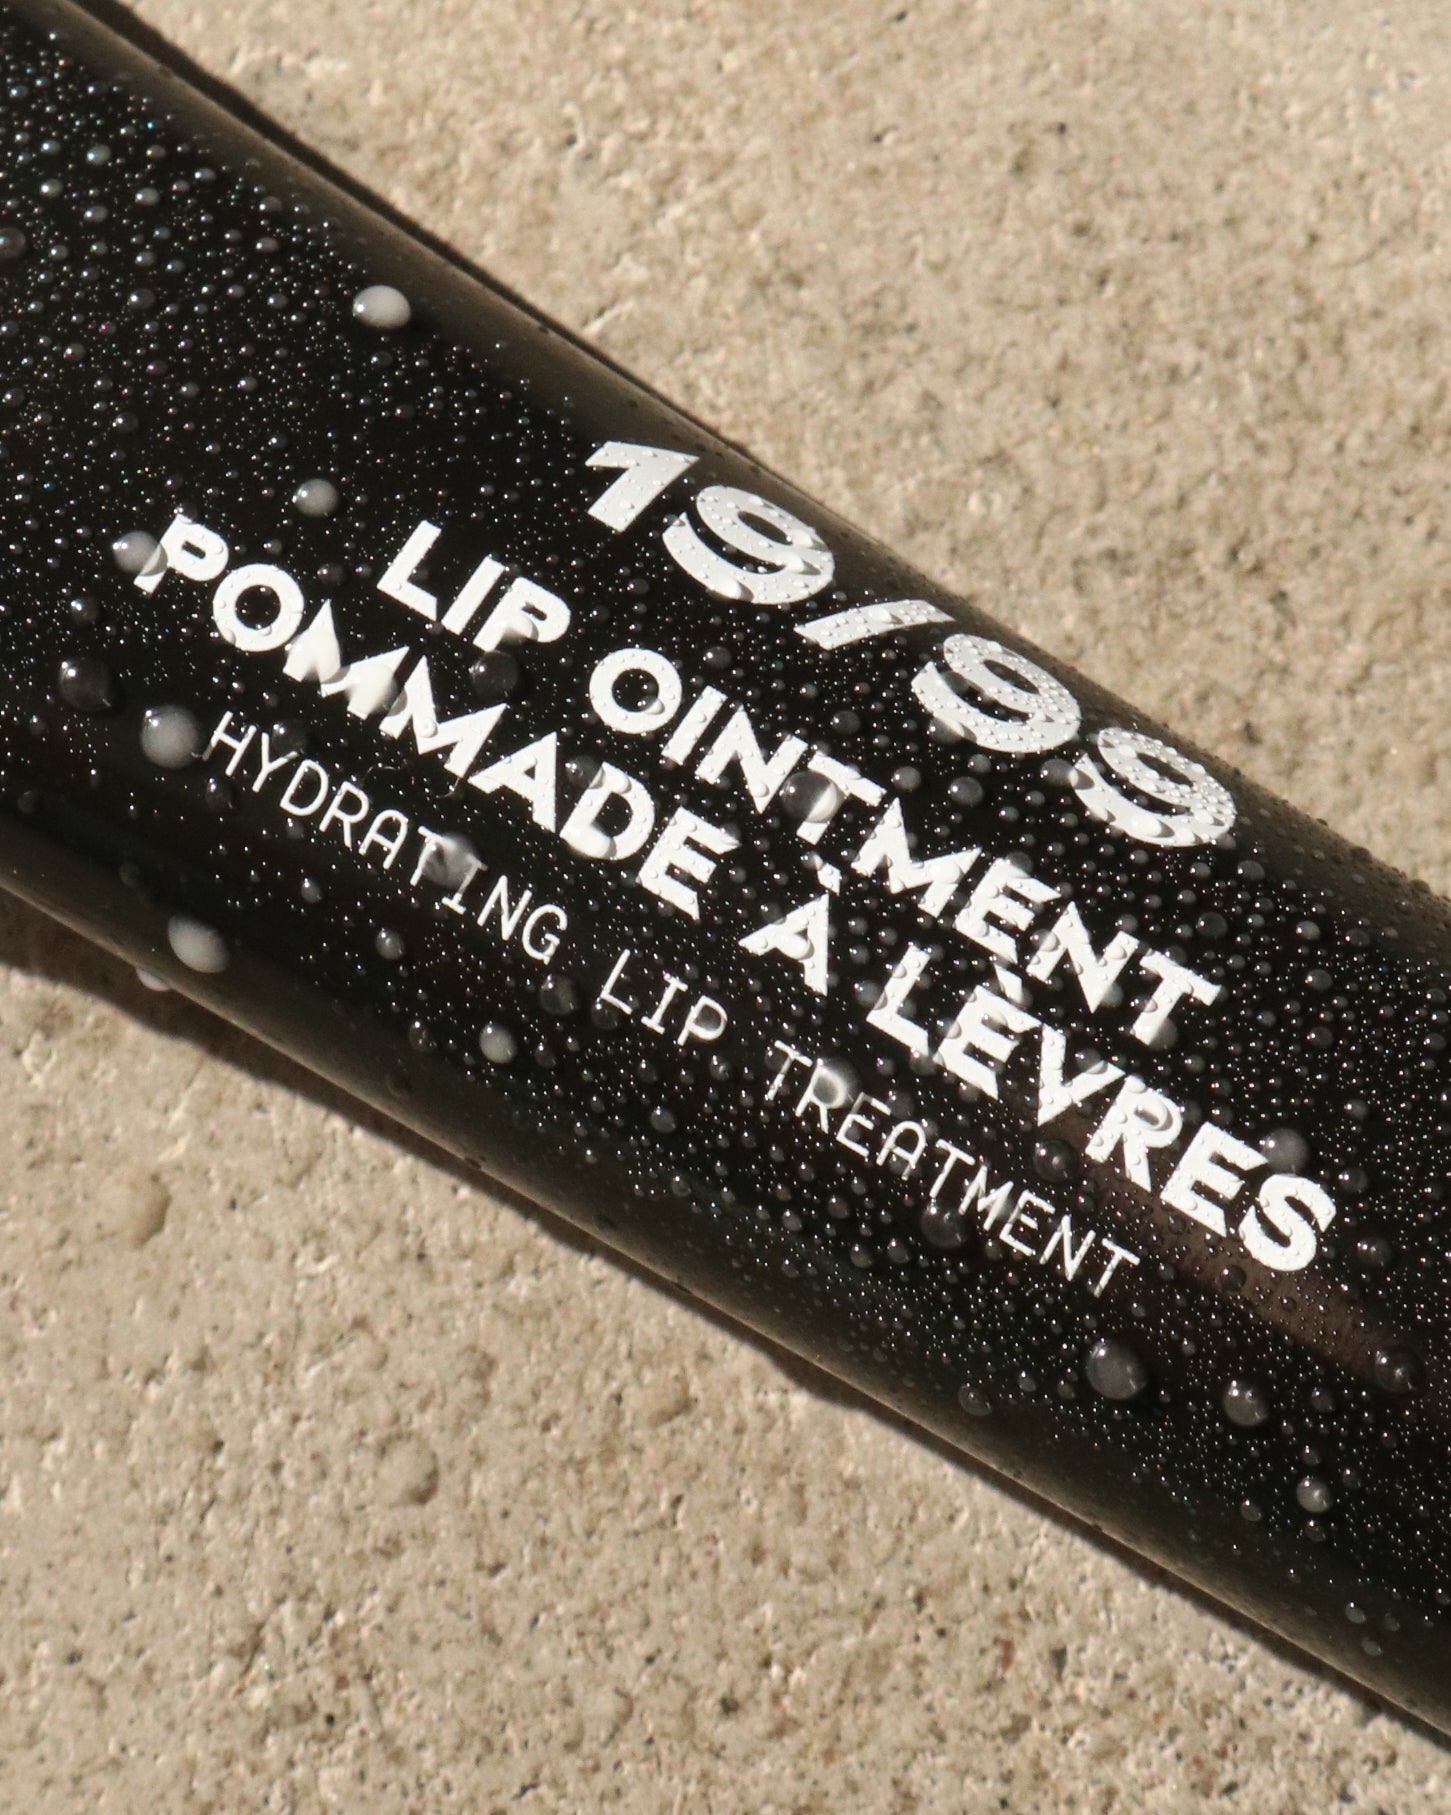 19/99
LIP OINTMENT
POMMADE À LÈVRES
HYDRATING LIP TREATMENT